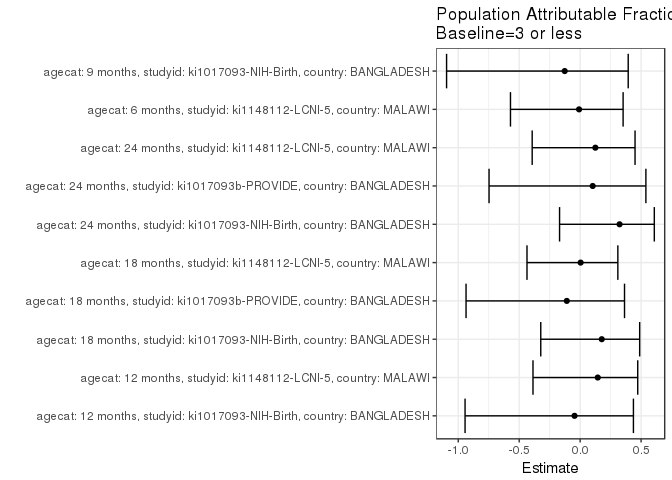 Population Attributable Fractic
Baseline=3 or less
agecat: 9 months, studyid: ki1017093-NIH-Birth, country: BANGLADESH
agecat: 6 months, studyid: ki1148112-LCNI-5, country: MALAWI
agecat: 24 months, studyid: ki1148112-LCNI-5, country: MALAWI
agecat: 24 months, studyid: ki1017093b-PROVIDE, country: BANGLADESH
agecat: 24 months, studyid: ki1017093-NIH-Birth, country: BANGLADESH
agecat: 18 months, studyid: ki1148112-LCNI-5, country: MALAWI
agecat: 18 months, studyid: ki1017093b-PROVIDE, country: BANGLADESH
agecat: 18 months, studyid: ki1017093-NIH-Birth, country: BANGLADESH
agecat: 12 months, studyid: ki1148112-LCNI-5, country: MALAWI
agecat: 12 months, studyid: ki1017093-NIH-Birth, country: BANGLADESH
-1.0 -0.5 0.0 0.5
Estimate